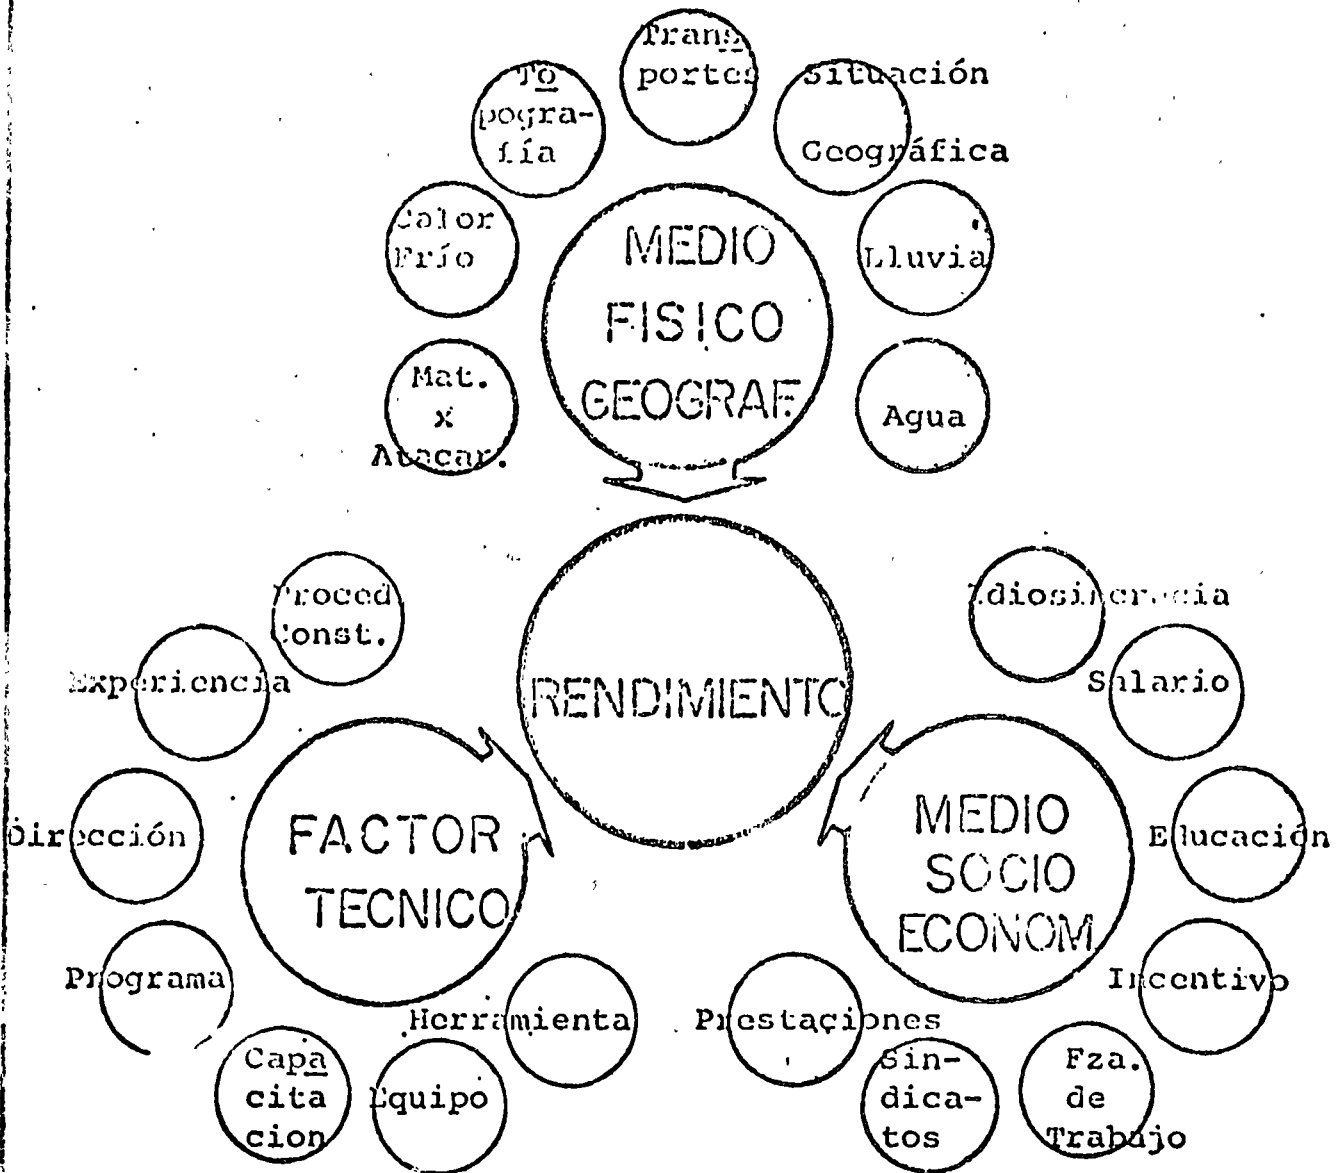 Trans
portes
To
pogra-
fía
Situación
Geográfica
Calor
Frío
Lluvia
Mat.
x
Atacar.
Agua
MEDIO
FISICO
GEOGRAF.
RENDIMIENTO
Proced
Const.
Experiencia
Dirección
Programa
Capa
cita
cion
Equipo
Herramienta
FACTOR
TECNICO
Idiosincracia
Salario
Educación
Incentivo
Fza.
de
Trabajo
Sin-
dica-
tos
Prestaciones
MEDIO
SOCIO
ECONOM.